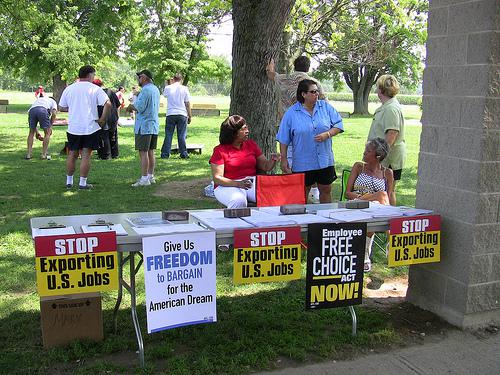 STOP
Exporting
U.S. Jobs
Give Us
FREEDOM
to BARGAIN
for the
American Dream
STOP
Exporting
U.S. Jobs
Employee
FREE
CHOICE
ACT
NOW!
STOP
Exporting
U.S. Jobs